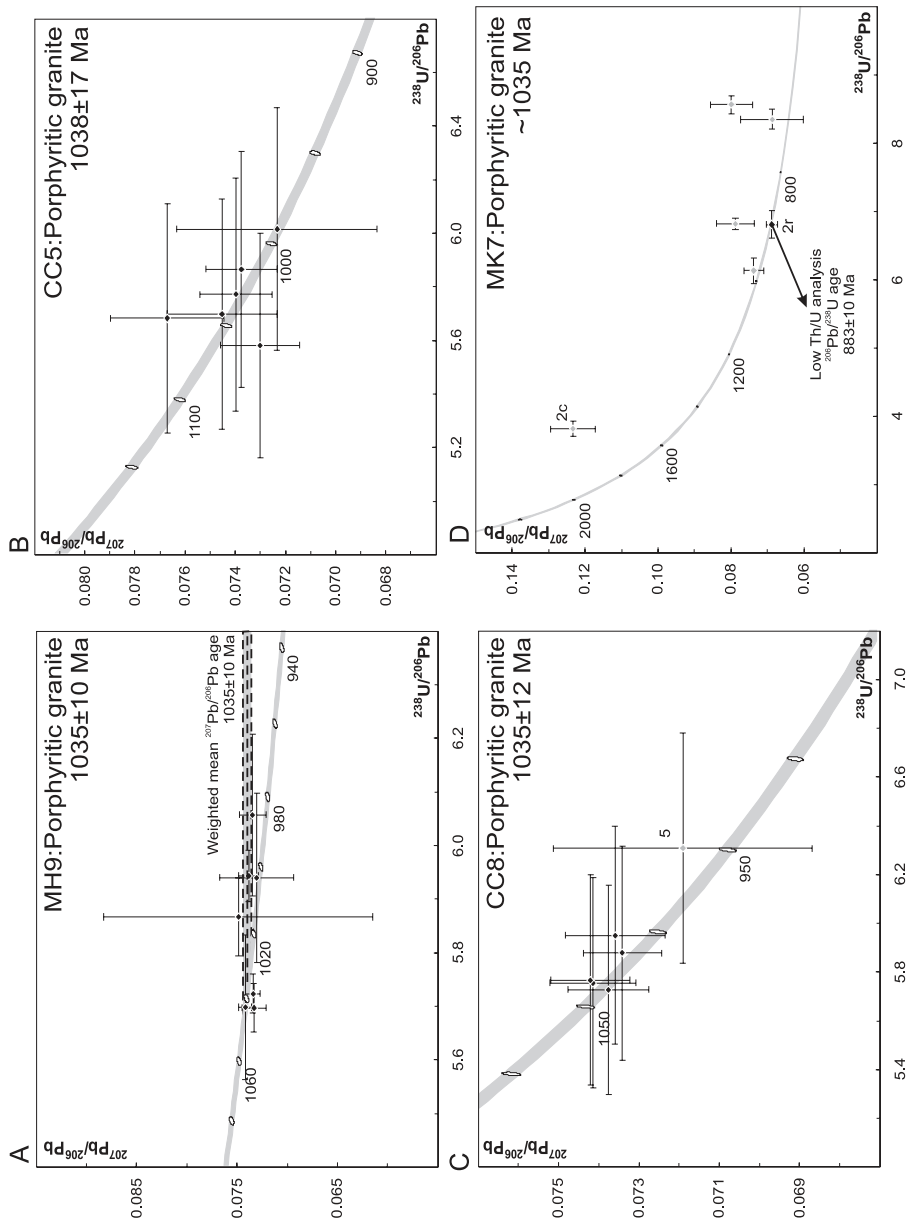 A
MH9:Porphyritic granite
1035±10 Ma
²⁰⁷Pb/²⁰⁶Pb
0.085
0.075
0.065
Weighted mean ²⁰⁷Pb/²⁰⁶Pb age
1035±10 Ma
1060
1020
980
940
²³⁸U/²⁰⁶Pb
5.6
5.8
6.0
6.2
B
CC5:Porphyritic granite
1038±17 Ma
²⁰⁷Pb/²⁰⁶Pb
0.080
0.078
0.076
0.074
0.072
0.070
0.068
1100
1000
900
²³⁸U/²⁰⁶Pb
5.2
5.6
6.0
6.4
C
CC8:Porphyritic granite
1035±12 Ma
²⁰⁷Pb/²⁰⁶Pb
0.075
0.073
0.071
0.069
1050
5
950
²³⁸U/²⁰⁶Pb
5.4
5.8
6.2
6.6
7.0
D
MK7:Porphyritic granite
~1035 Ma
²⁰⁷Pb/²⁰⁶Pb
0.14
0.12
0.10
0.08
0.06
2c
2000
1600
1200
2r
800
Low Th/U analysis
²⁰⁶Pb/²³⁸U age
883±10 Ma
²³⁸U/²⁰⁶Pb
4
6
8